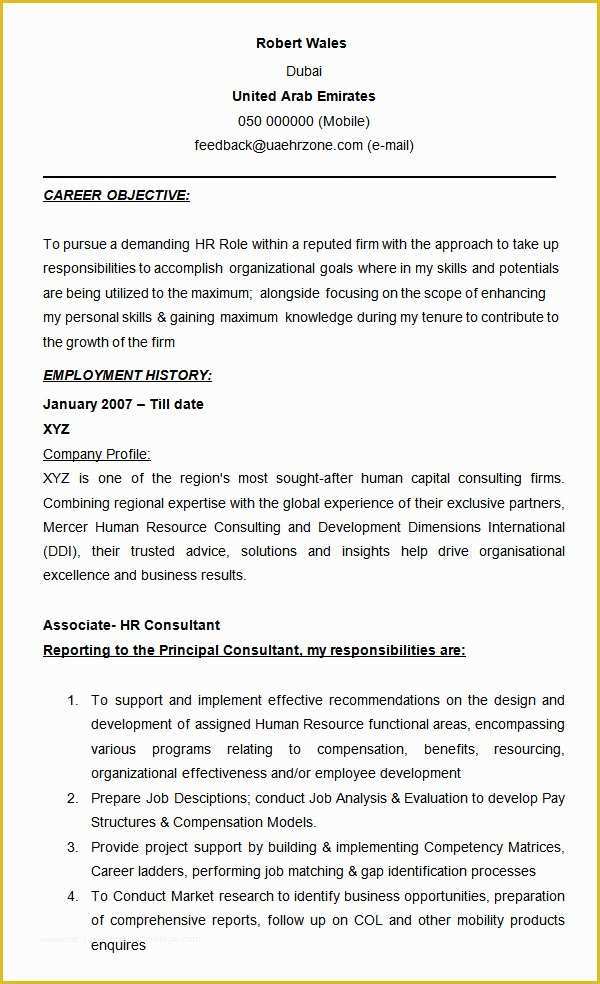 Robert Wales
Dubai
United Arab Emirates
050 000000 (Mobile)
feedback@uaehrzone.com (e-mail)
CAREER OBJECTIVE:
To pursue a demanding HR Role within a reputed firm with the approach to take up
responsibilities to accomplish organizational goals where in my skills and potentials
are being utilized to the maximum; alongside focusing on the scope of enhancing
my personal skills & gaining maximum knowledge during my tenure to contribute to
the growth of the firm
EMPLOYMENT HISTORY:
January 2007 – Till date
XYZ
Company Profile:
XYZ is one of the region's most sought-after human capital consulting firms.
Combining regional expertise with the global experience of their exclusive partners,
Mercer Human Resource Consulting and Development Dimensions International
(DDI), their trusted advice, solutions and insights help drive organisational
excellence and business results.
Associate- HR Consultant
Reporting to the Principal Consultant, my responsibilities are:
1. To support and implement effective recommendations on the design and
development of assigned Human Resource functional areas, encompassing
various programs relating to compensation, benefits, resourcing,
organizational effectiveness and/or employee development
2. Prepare Job Desciptions; conduct Job Analysis & Evaluation to develop Pay
Structures & Compensation Models.
3. Provide project support by building & implementing Competency Matrices,
Career ladders, performing job matching & gap identification processes
4. To Conduct Market research to identify business opportunities, preparation
of comprehensive reports, follow up on COL and other mobility products
enquires